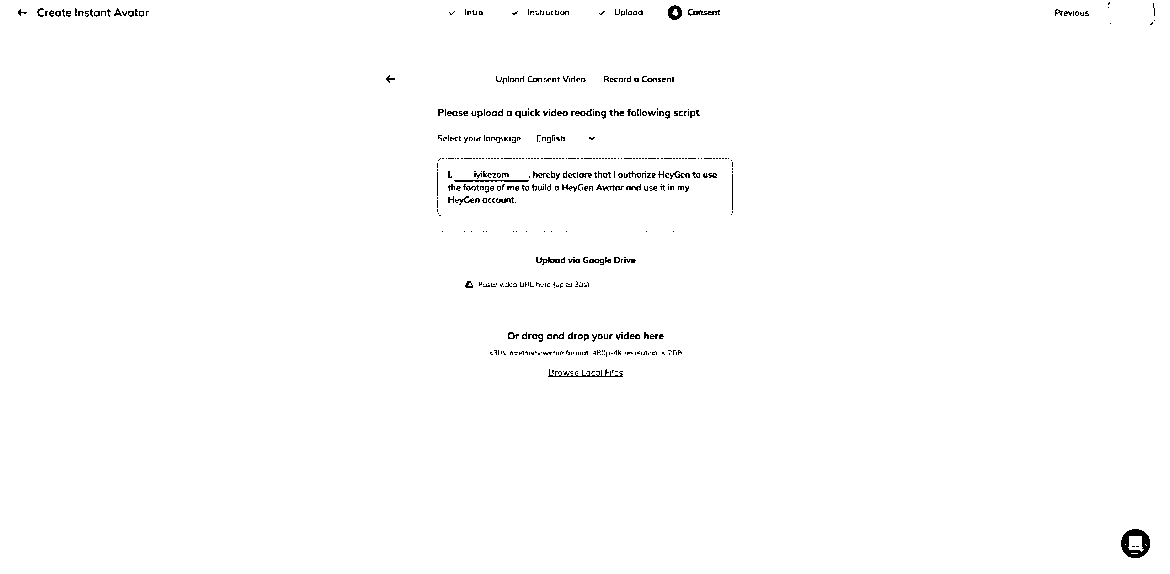 Create Instant Avatar
Intro
Instruction
Upload
4
Consent
Previous
Upload Consent Video
Record a Consent
Please upload a quick video reading the following script
Select your language
English
I, iyikezom, hereby declare that I authorize HeyGen to use
the footage of me to build a HeyGen Avatar and use it in my
HeyGen account.
Upload via Google Drive
Paste video URL here (up to 30s)
Or drag and drop your video here
Browse Local Files